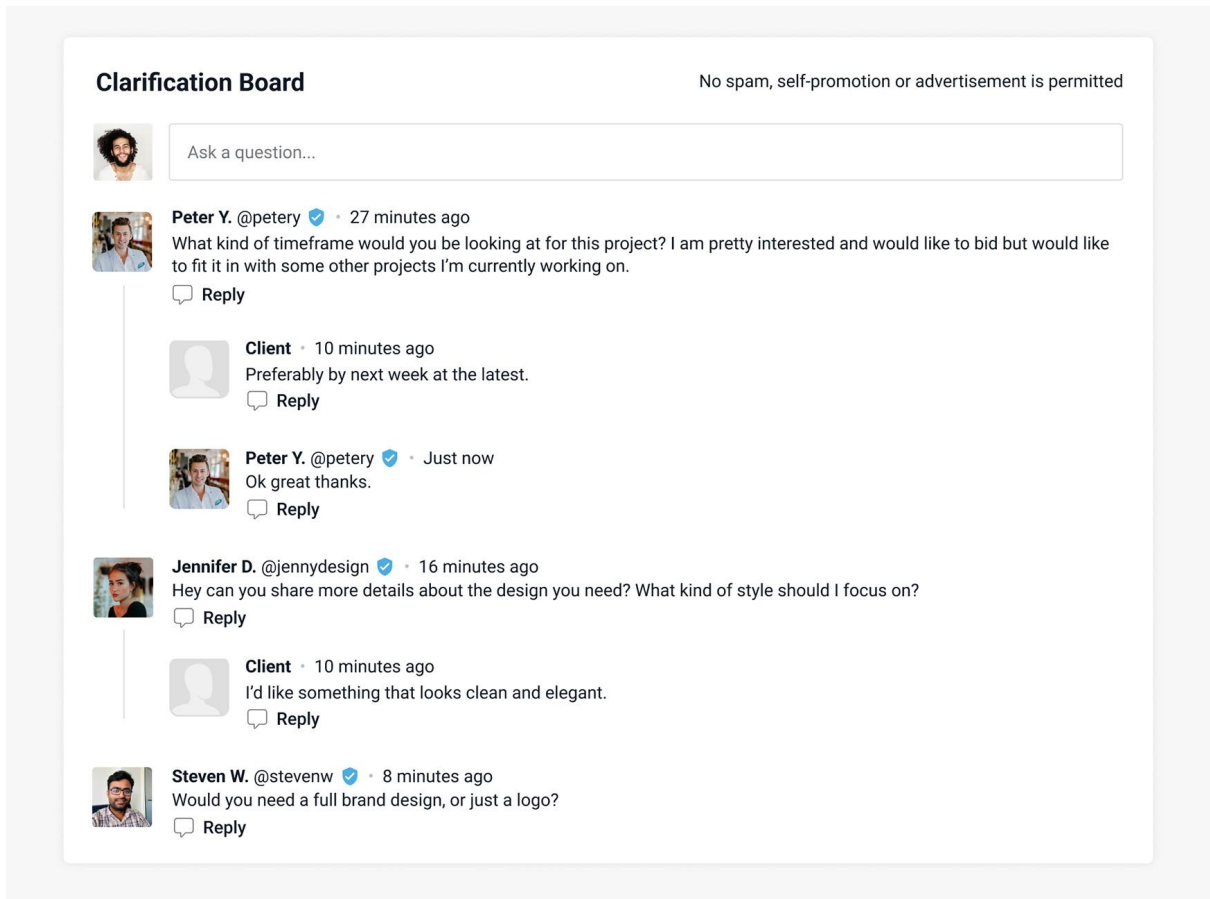 Clarification Board
No spam, self-promotion or advertisement is permitted
Ask a question...
Peter Y. @petery • 27 minutes ago
What kind of timeframe would you be looking at for this project? I am pretty interested and would like to bid but would like
to fit it in with some other projects I’m currently working on.
Reply
Client • 10 minutes ago
Preferably by next week at the latest.
Reply
Peter Y. @petery • Just now
Ok great thanks.
Reply
Jennifer D. @jennydesign • 16 minutes ago
Hey can you share more details about the design you need? What kind of style should I focus on?
Reply
Client • 10 minutes ago
I’d like something that looks clean and elegant.
Reply
Steven W. @stevenw • 8 minutes ago
Would you need a full brand design, or just a logo?
Reply